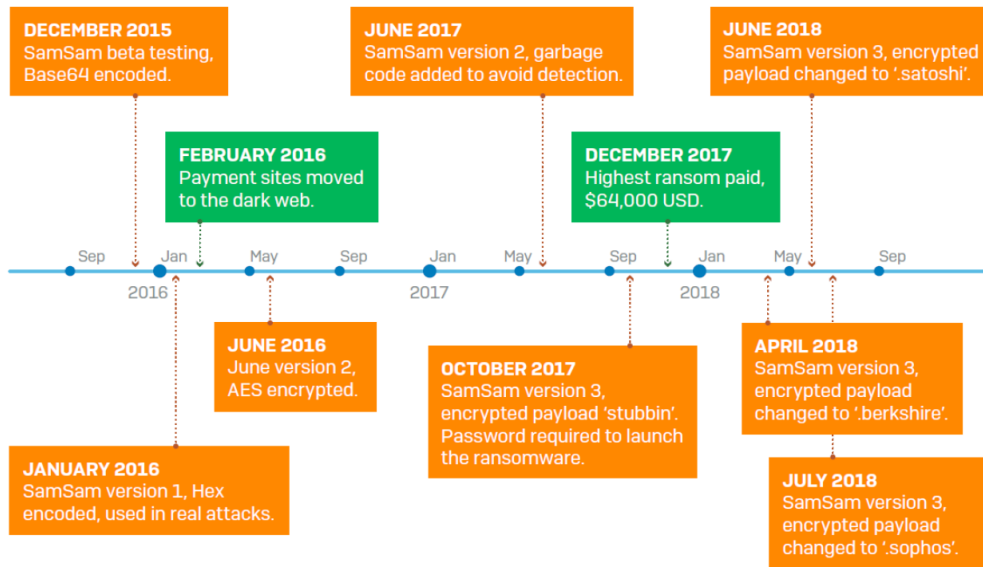 DECEMBER 2015
SamSam beta testing,
Base64 encoded.
JUNE 2017
SamSam version 2, garbage
code added to avoid detection.
JUNE 2018
SamSam version 3, encrypted
payload changed to ‘.satoshi’.
FEBRUARY 2016
Payment sites moved
to the dark web.
DECEMBER 2017
Highest ransom paid,
$64,000 USD.
Sep Jan May Sep Jan May Sep Jan May Sep
2016 2017 2018
JUNE 2016
June version 2,
AES encrypted.
OCTOBER 2017
SamSam version 3,
encrypted payload ‘stubbin’.
Password required to launch
the ransomware.
APRIL 2018
SamSam version 3,
encrypted payload
changed to ‘.berkshire’.
JANUARY 2016
SamSam version 1, Hex
encoded, used in real attacks.
JULY 2018
SamSam version 3,
encrypted payload
changed to ‘.sophos’.